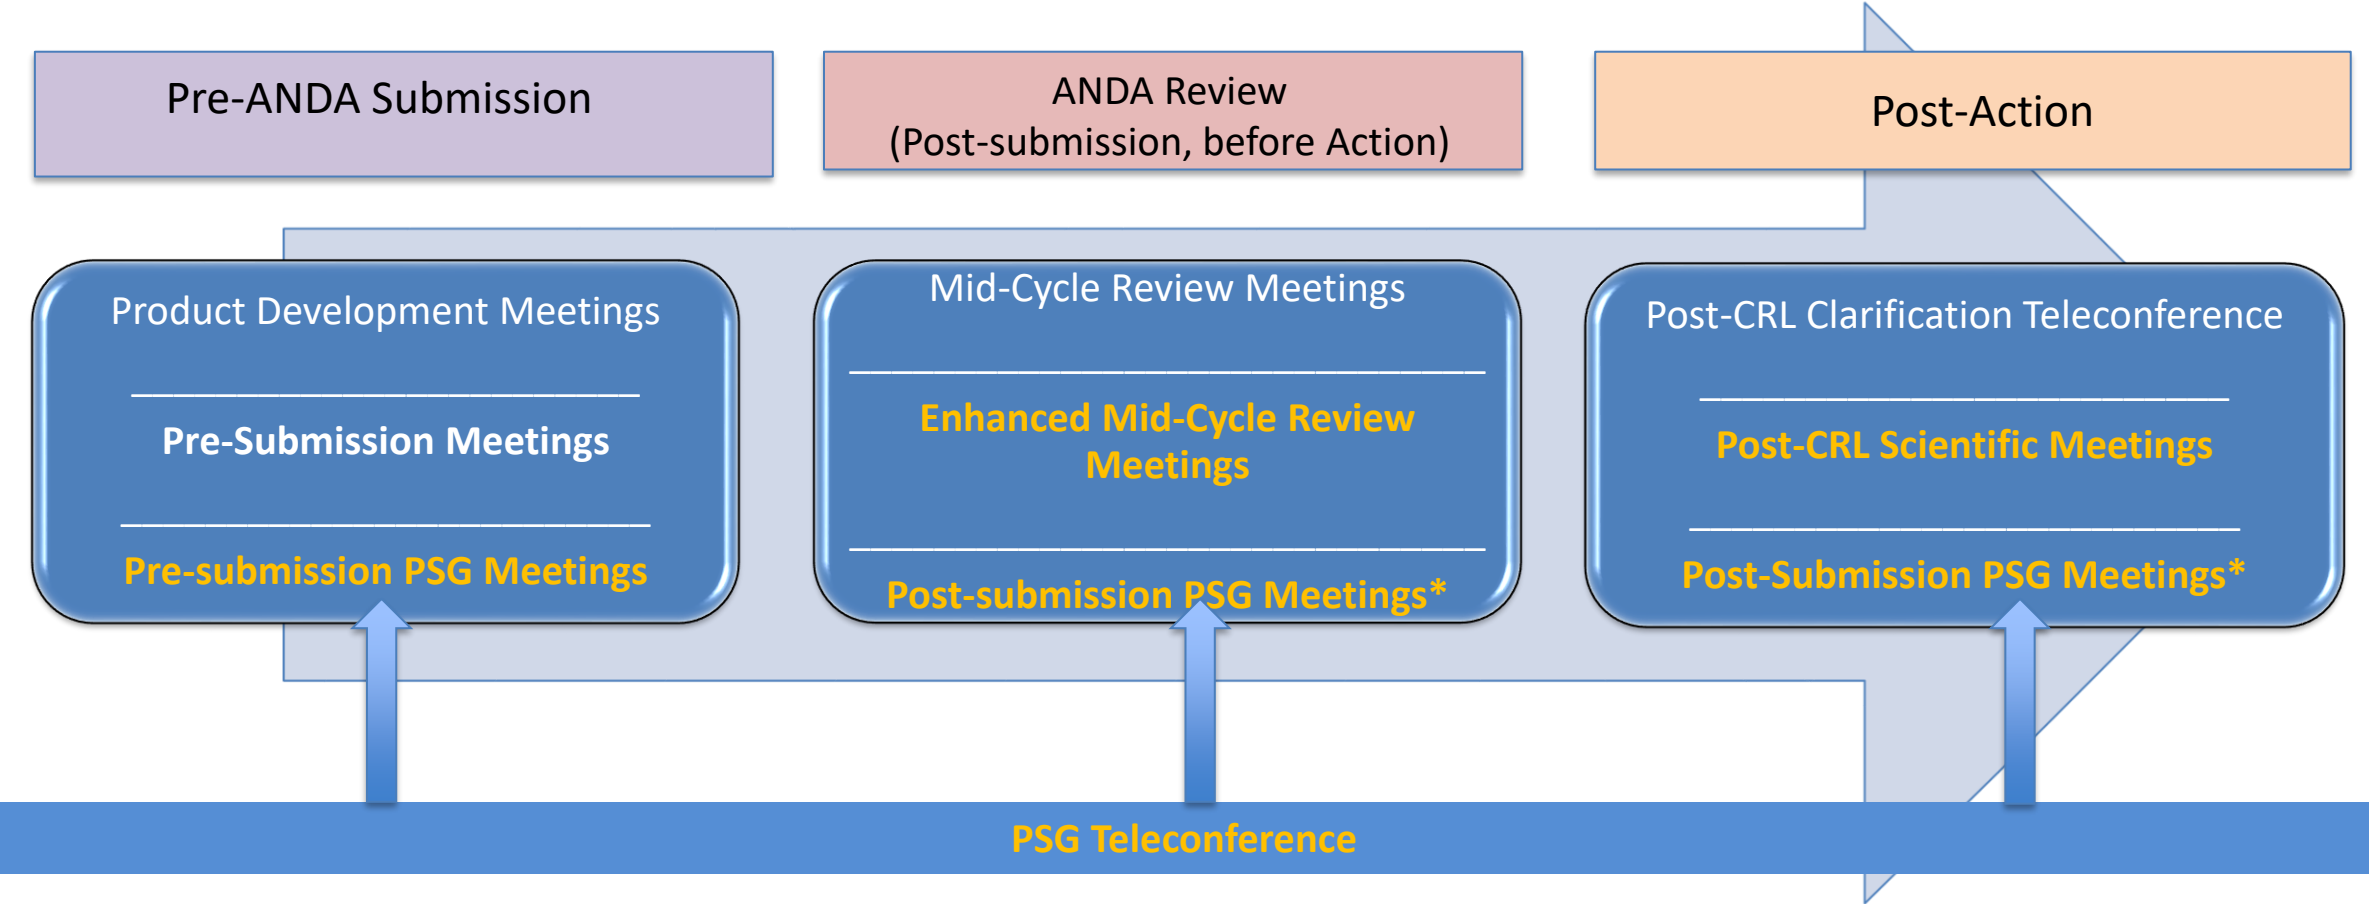 Pre-ANDA Submission
ANDA Review
(Post-submission, before Action)
Post-Action
Product Development Meetings
Pre-Submission Meetings
Pre-submission PSG Meetings
Mid-Cycle Review Meetings
Enhanced Mid-Cycle Review
Meetings
Post-submission PSG Meetings*
Post-CRL Clarification Teleconference
Post-CRL Scientific Meetings
Post-Submission PSG Meetings*
PSG Teleconference